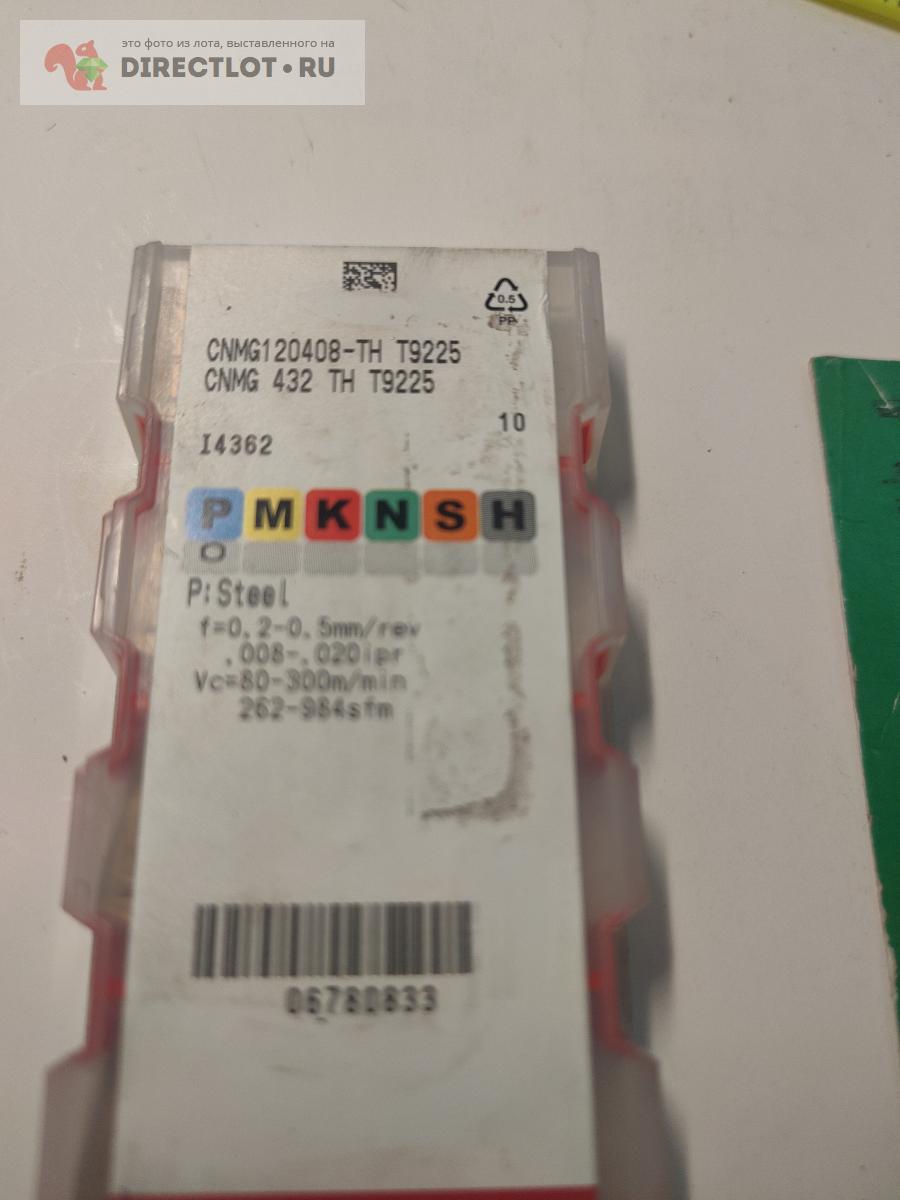 это фото из лота, выставленного на
DIRECTLOT•RU
0.5
PP
CNMG120408-TH T9225
CNMG 432 TH T9225
10
I4362
P M K N S H
O
P:Steel
f=0.2-0.5mm/rev
.008-.020ipr
Vc=80-300m/min
262-984sfm
06780833